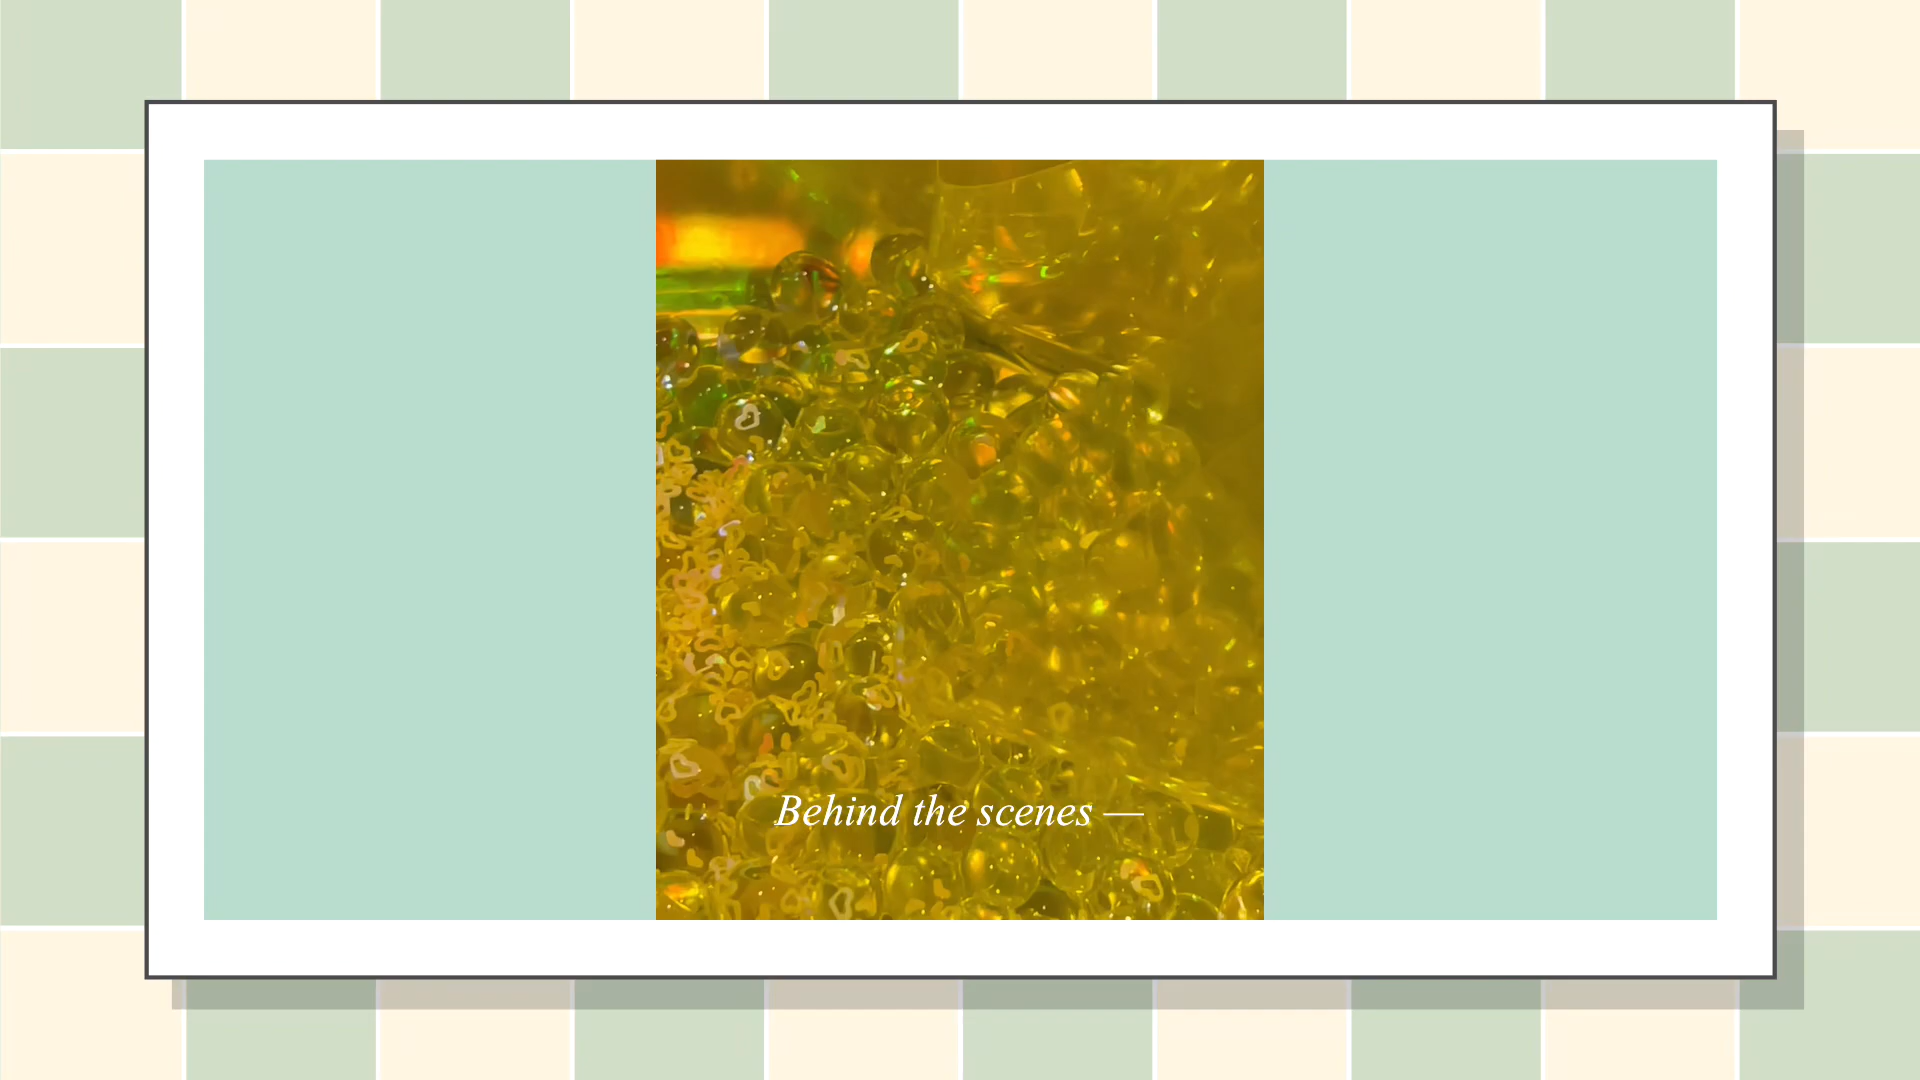 Behind the scenes —